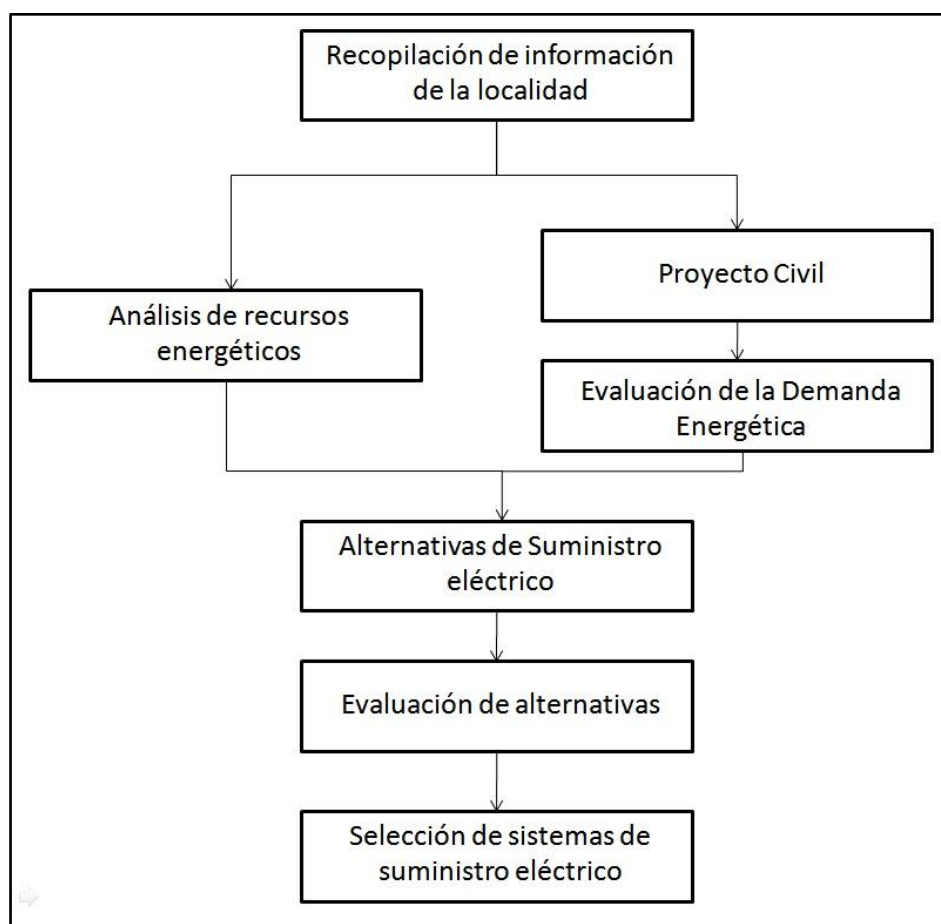 Recopilación de información
de la localidad
Proyecto Civil
Análisis de recursos
energéticos
Evaluación de la Demanda
Energética
Alternativas de Suministro
eléctrico
Evaluación de alternativas
Selección de sistemas de
suministro eléctrico